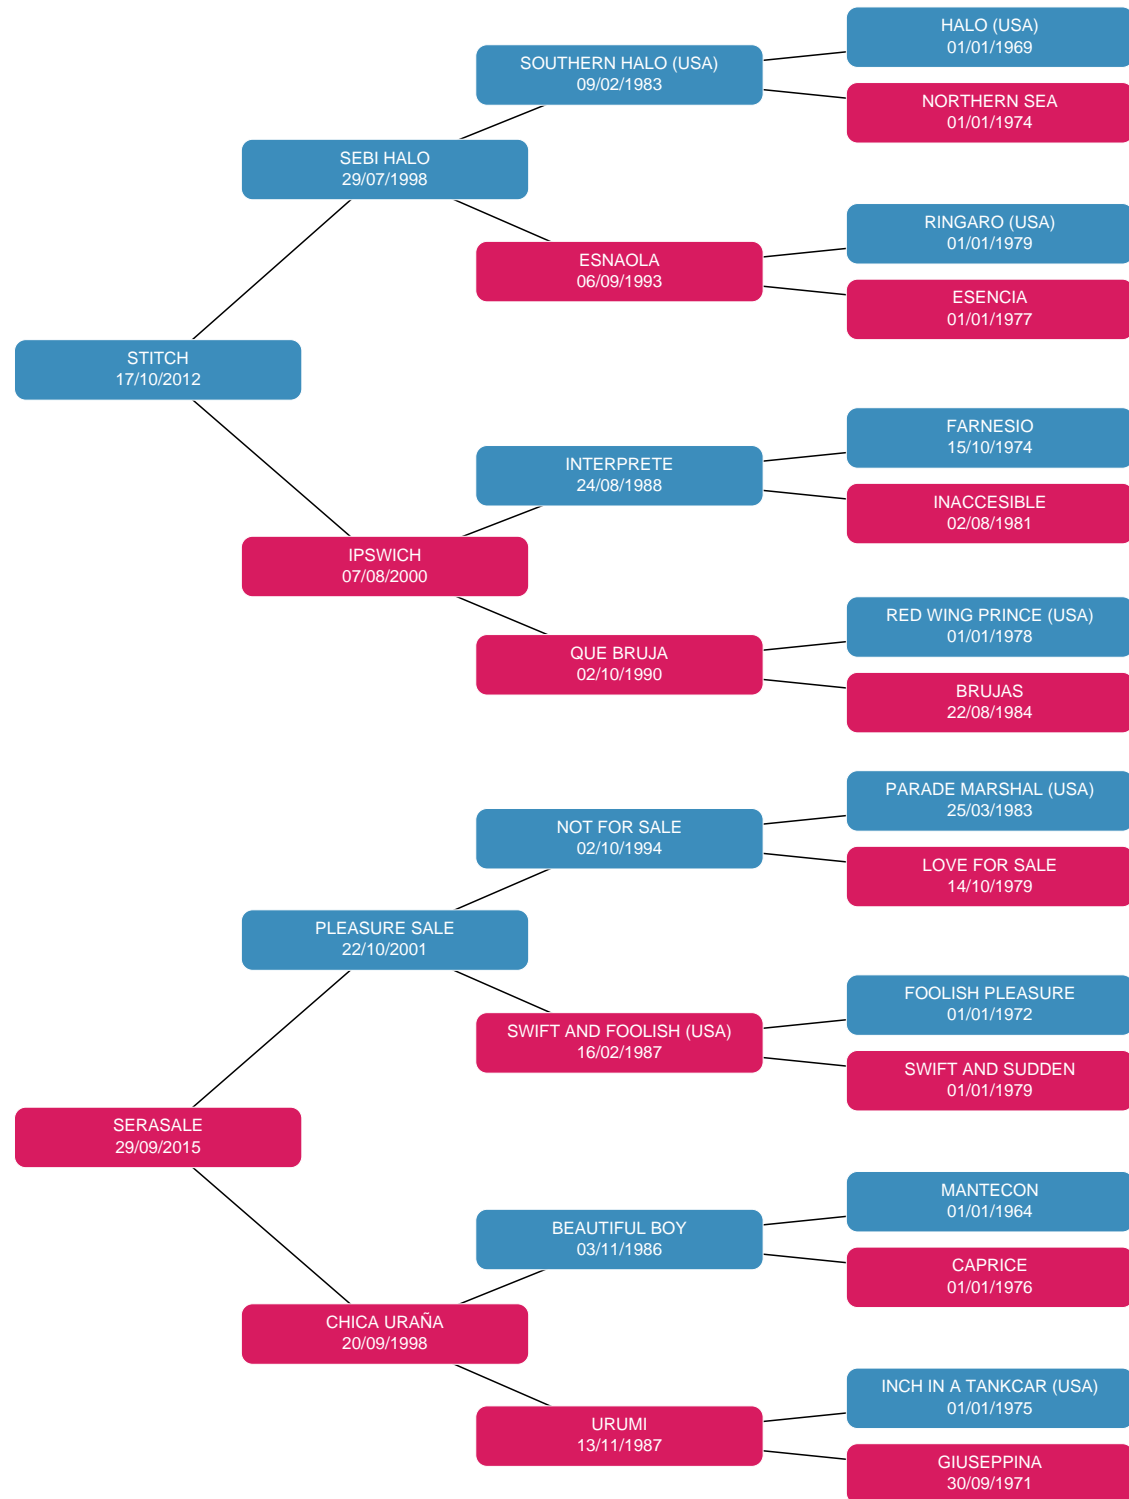 HALO (USA)
01/01/1969
SOUTHERN HALO (USA)
09/02/1983
NORTHERN SEA
01/01/1974
SEBI HALO
29/07/1998
RINGARO (USA)
01/01/1979
ESNAOLA
06/09/1993
ESENCIA
01/01/1977
STITCH
17/10/2012
FARNESIO
15/10/1974
INTERPRETE
24/08/1988
INACCESIBLE
02/08/1981
IPSWICH
07/08/2000
RED WING PRINCE (USA)
01/01/1978
QUE BRUJA
02/10/1990
BRUJAS
22/08/1984
PARADE MARSHAL (USA)
25/03/1983
NOT FOR SALE
02/10/1994
LOVE FOR SALE
14/10/1979
PLEASURE SALE
22/10/2001
FOOLISH PLEASURE
01/01/1972
SWIFT AND FOOLISH (USA)
16/02/1987
SWIFT AND SUDDEN
01/01/1979
SERASALE
29/09/2015
MANTECON
01/01/1964
BEAUTIFUL BOY
03/11/1986
CAPRICE
01/01/1976
CHICA URAÑA
20/09/1998
INCH IN A TANKCAR (USA)
01/01/1975
URUMI
13/11/1987
GIUSEPPINA
30/09/1971